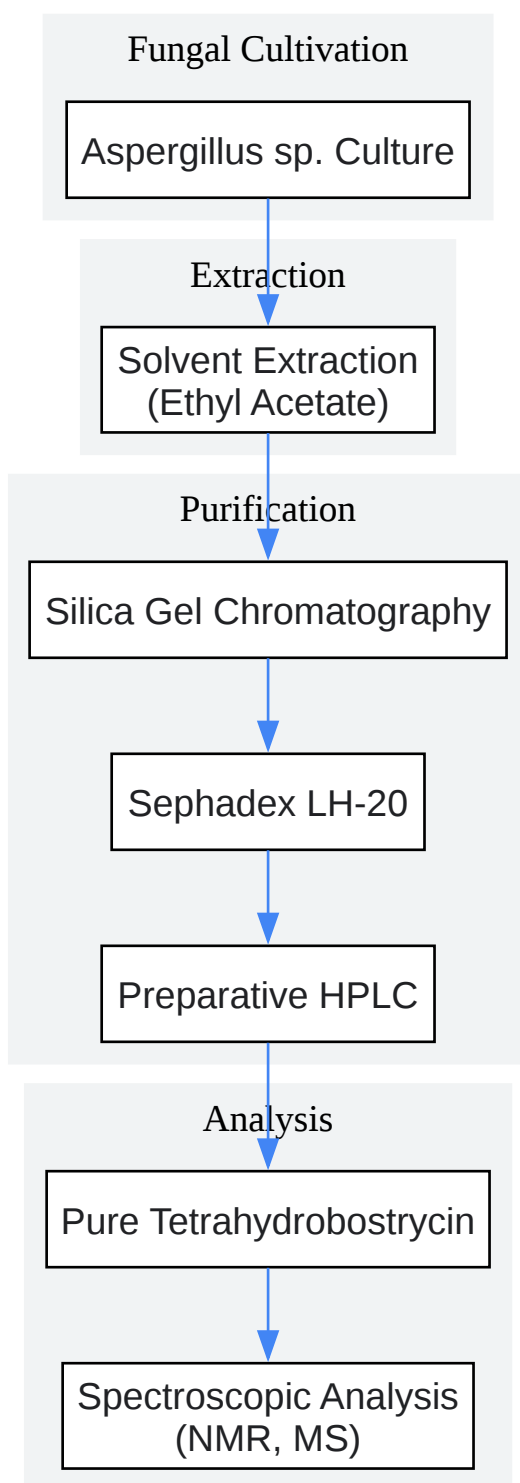 Fungal Cultivation
Aspergillus sp. Culture
Extraction
Solvent Extraction
(Ethyl Acetate)
Purification
Silica Gel Chromatography
Sephadex LH-20
Preparative HPLC
Analysis
Pure Tetrahydrobostrycin
Spectroscopic Analysis
(NMR, MS)